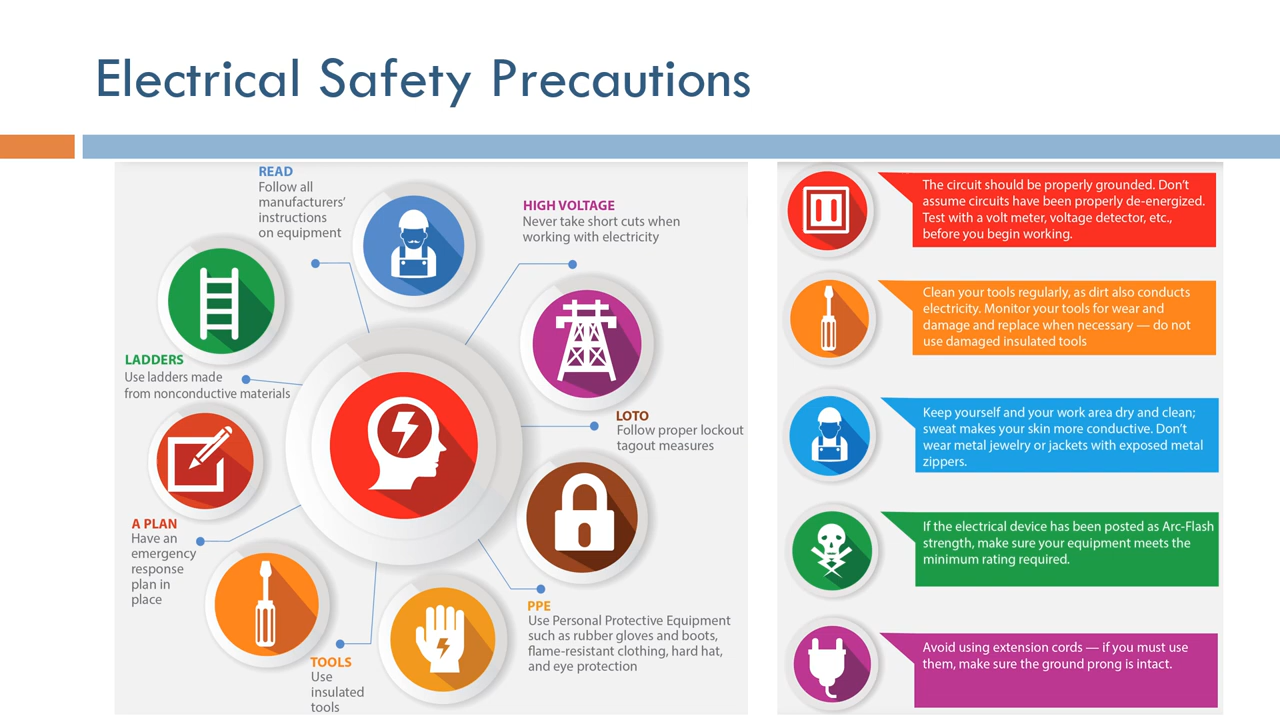 Electrical Safety Precautions
READ
Follow all
manufacturers’
instructions
on equipment
HIGH VOLTAGE
Never take short cuts when
working with electricity
LADDERS
Use ladders made
from nonconductive materials
LOTO
Follow proper lockout
tagout measures
A PLAN
Have an
emergency
response
plan in
place
PPE
Use Personal Protective Equipment
such as rubber gloves and boots,
flame-resistant clothing, hard hat,
and eye protection
TOOLS
Use
insulated
tools
The circuit should be properly grounded. Don’t
assume circuits have been properly de-energized.
Test with a volt meter, voltage detector, etc.,
before you begin working.
Clean your tools regularly, as dirt also conducts
electricity. Monitor your tools for wear and
damage and replace when necessary — do not
use damaged insulated tools
Keep yourself and your work area dry and clean;
sweat makes your skin more conductive. Don’t
wear metal jewelry or jackets with exposed metal
zippers.
If the electrical device has been posted as Arc-Flash
strength, make sure your equipment meets the
minimum rating required.
Avoid using extension cords — if you must use
them, make sure the ground prong is intact.